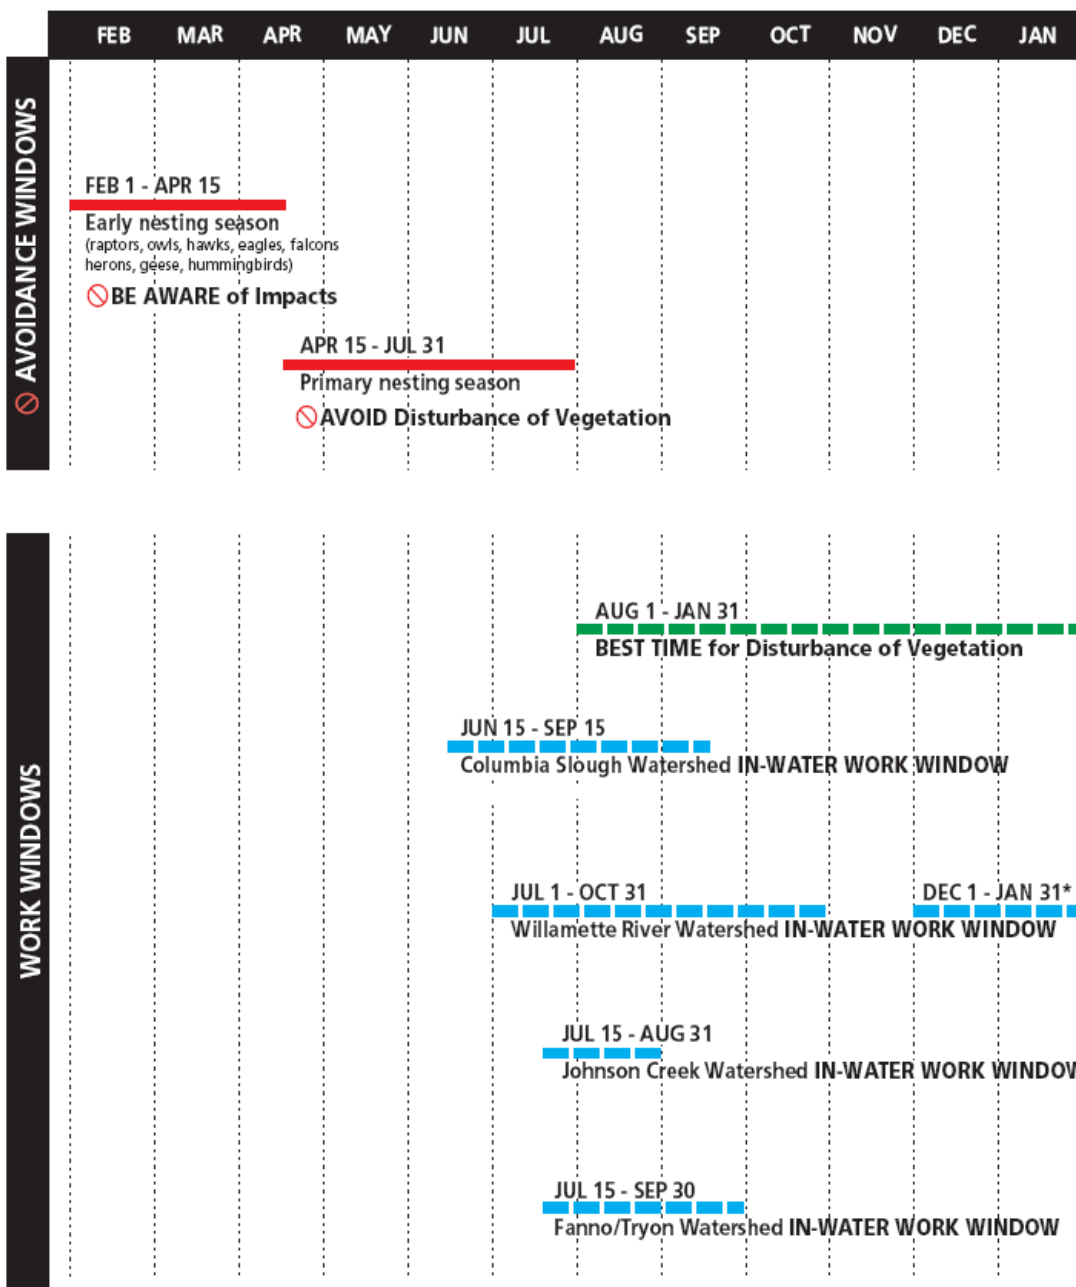 FEB MAR APR MAY JUN JUL AUG SEP OCT NOV DEC JAN
AVOIDANCE WINDOWS
FEB 1 - APR 15
Early nesting season
(raptors, owls, hawks, eagles, falcons
herons, geese, hummingbirds)
BE AWARE of Impacts
APR 15 - JUL 31
Primary nesting season
AVOID Disturbance of Vegetation
WORK WINDOWS
AUG 1 - JAN 31
BEST TIME for Disturbance of Vegetation
JUN 15 - SEP 15
Columbia Slough Watershed IN-WATER WORK WINDOW
JUL 1 - OCT 31 DEC 1 - JAN 31*
Willamette River Watershed IN-WATER WORK WINDOW
JUL 15 - AUG 31
Johnson Creek Watershed IN-WATER WORK WINDOW
JUL 15 - SEP 30
Fanno/Tryon Watershed IN-WATER WORK WINDOW